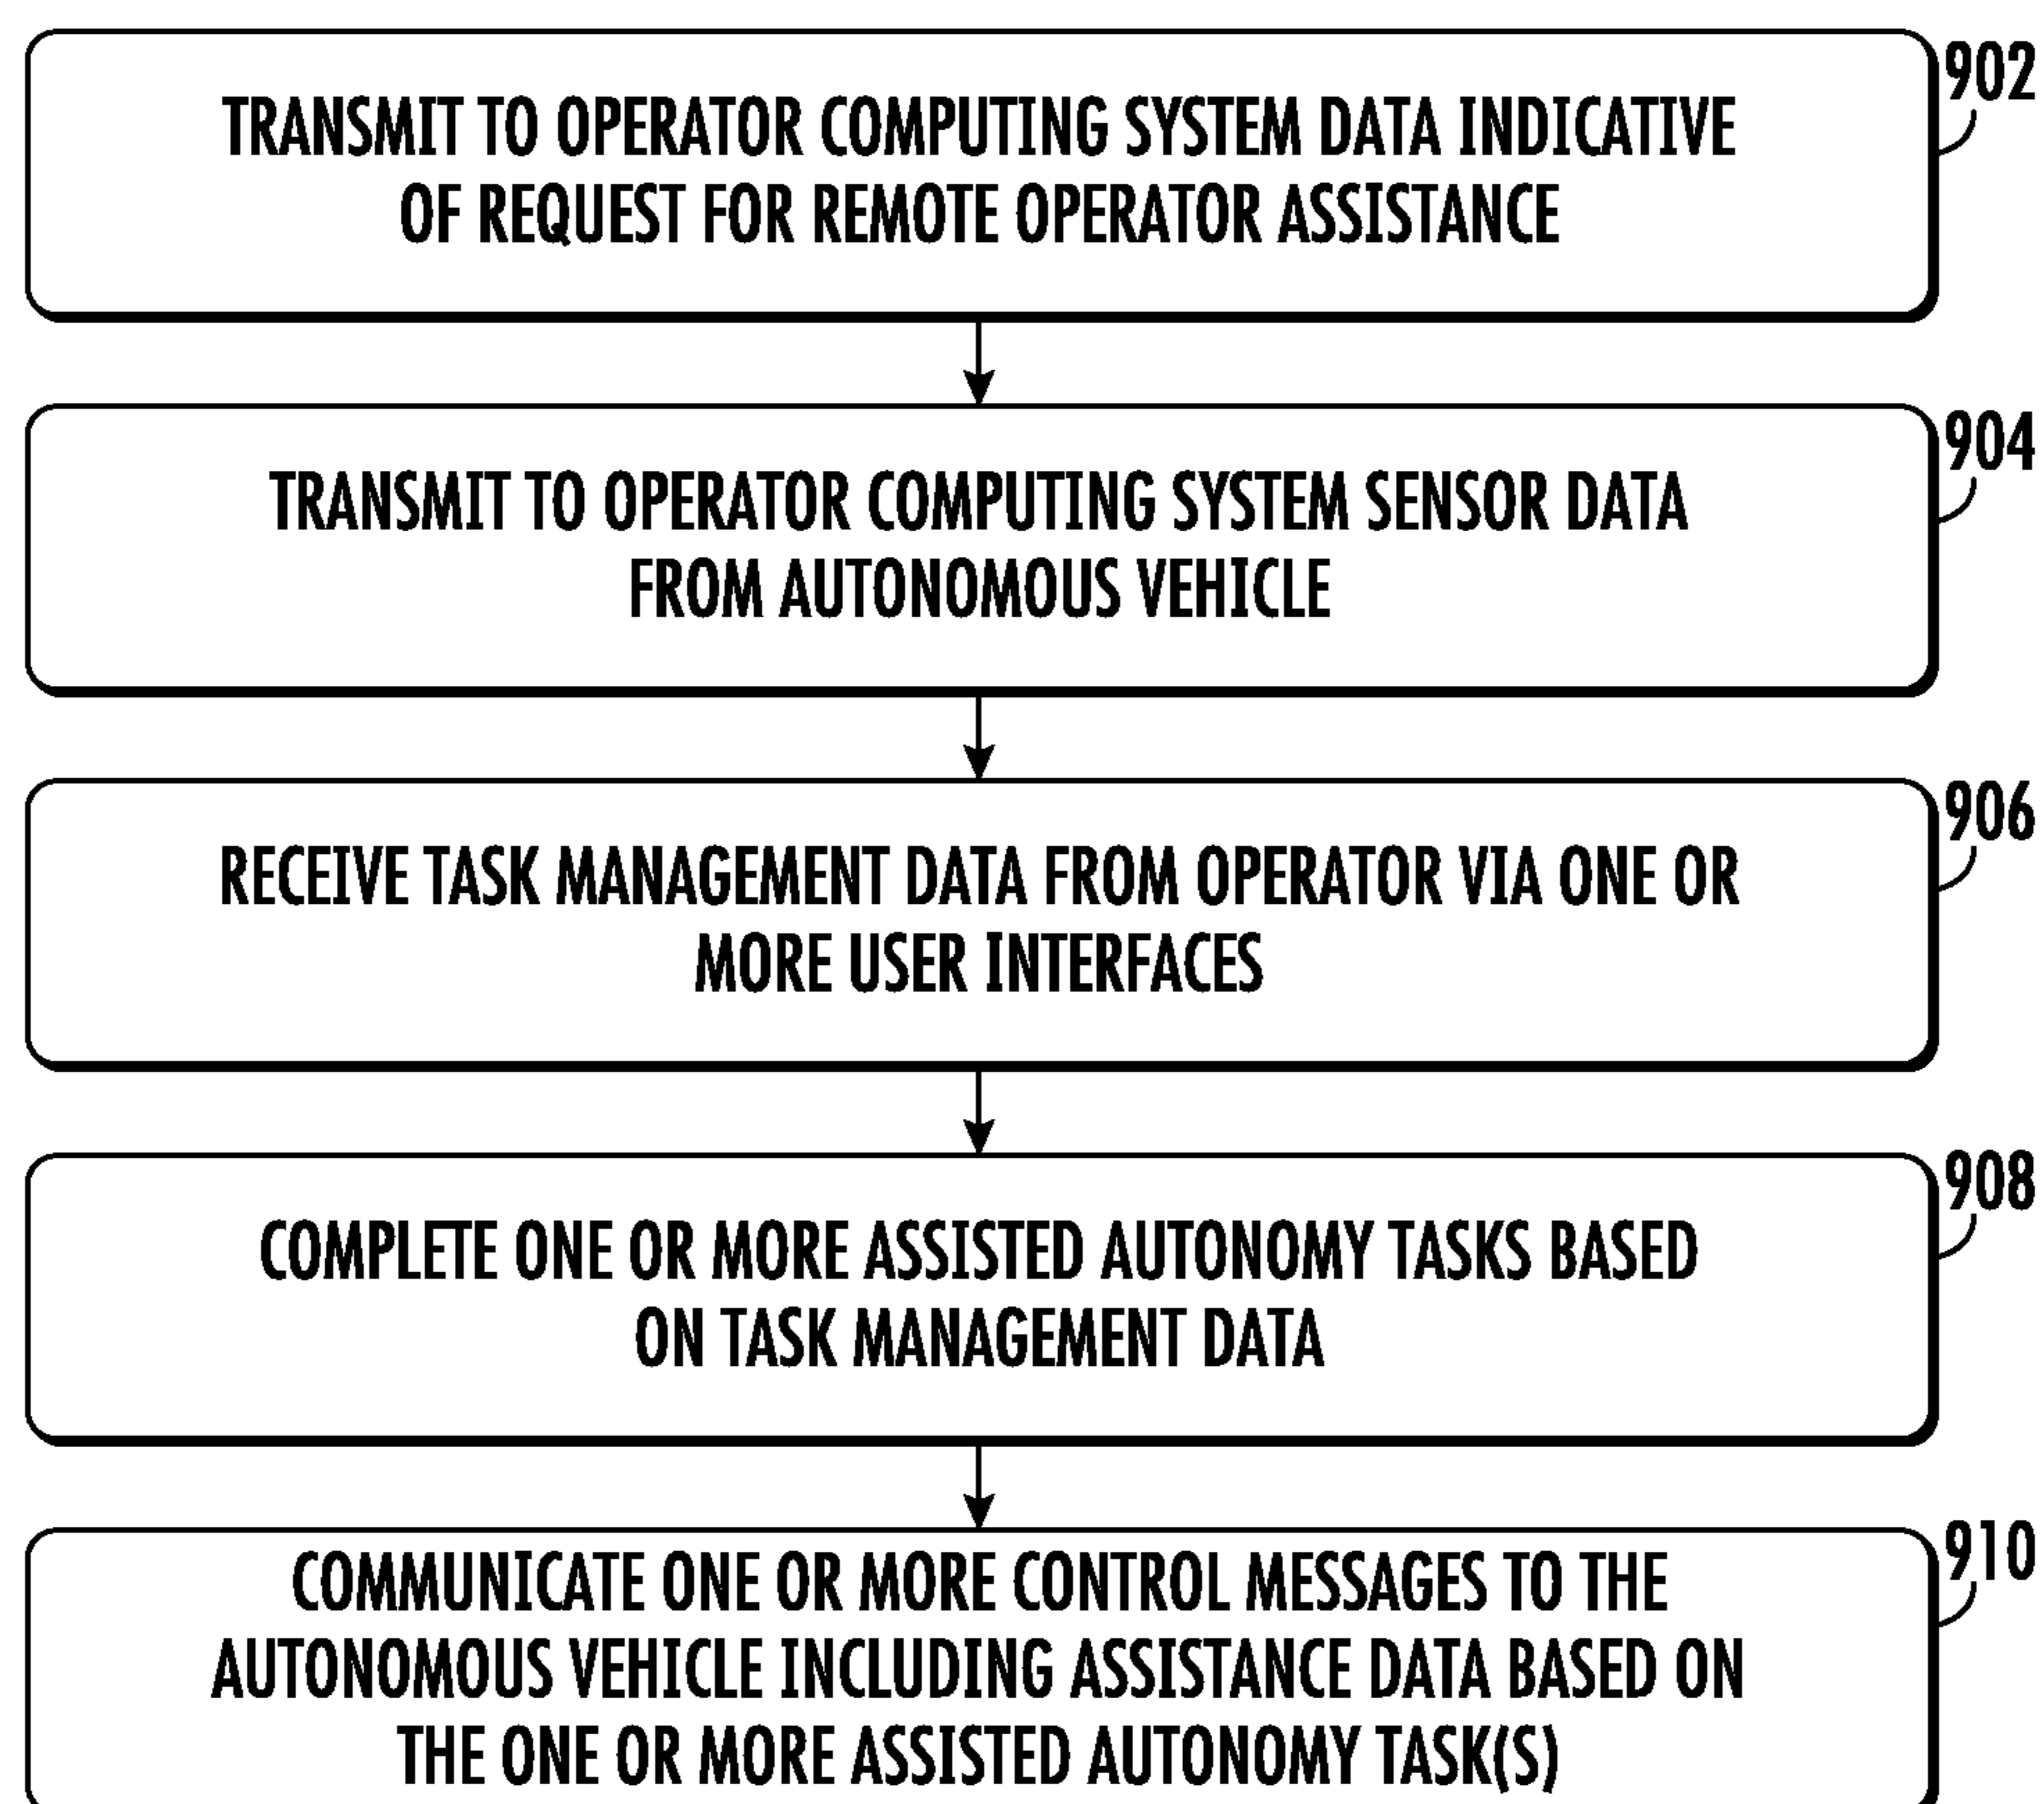 902
TRANSMIT TO OPERATOR COMPUTING SYSTEM DATA INDICATIVE
OF REQUEST FOR REMOTE OPERATOR ASSISTANCE
904
TRANSMIT TO OPERATOR COMPUTING SYSTEM SENSOR DATA
FROM AUTONOMOUS VEHICLE
906
RECEIVE TASK MANAGEMENT DATA FROM OPERATOR VIA ONE OR
MORE USER INTERFACES
908
COMPLETE ONE OR MORE ASSISTED AUTONOMY TASKS BASED
ON TASK MANAGEMENT DATA
910
COMMUNICATE ONE OR MORE CONTROL MESSAGES TO THE
AUTONOMOUS VEHICLE INCLUDING ASSISTANCE DATA BASED ON
THE ONE OR MORE ASSISTED AUTONOMY TASK(S)